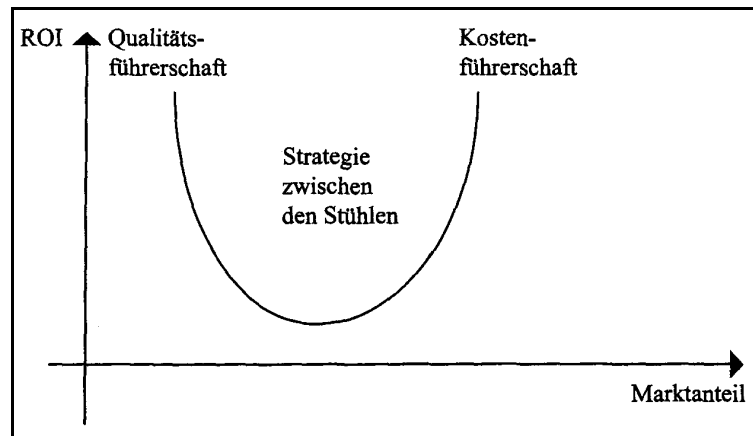 ROI
Qualitäts-
führerschaft
Kosten-
führerschaft
Strategie
zwischen
den Stühlen
Marktanteil